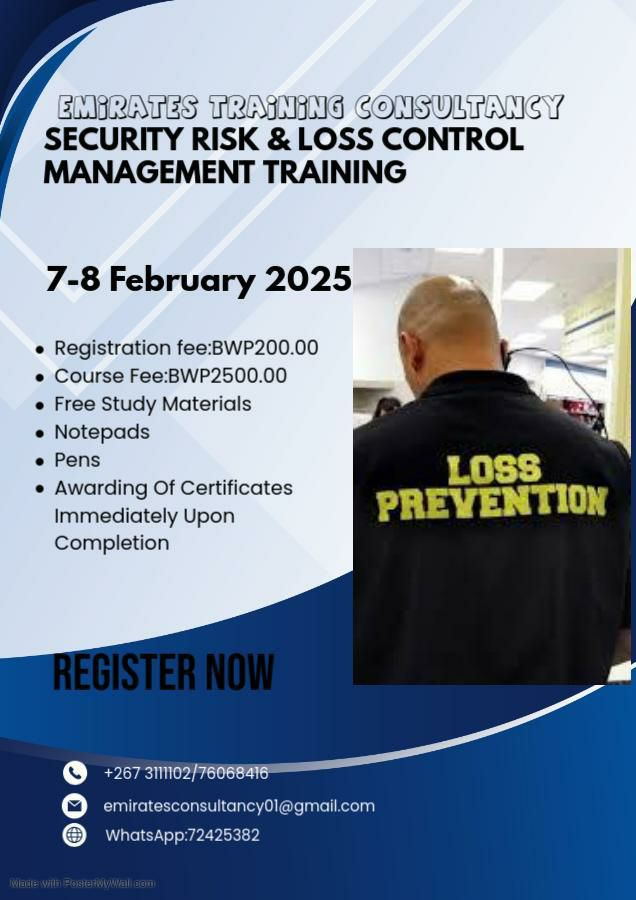 EMIRATES TRAINING CONSULTANCY
SECURITY RISK & LOSS CONTROL
MANAGEMENT TRAINING
7-8 February 2025
• Registration fee:BWP200.00
• Course Fee:BWP2500.00
• Free Study Materials
• Notepads
• Pens
• Awarding Of Certificates
Immediately Upon
Completion
LOSS
PREVENTION
REGISTER NOW
+267 3111102/76068416
emiratesconsultancy01@gmail.com
WhatsApp:72425382
Made with PosterMyWall.com